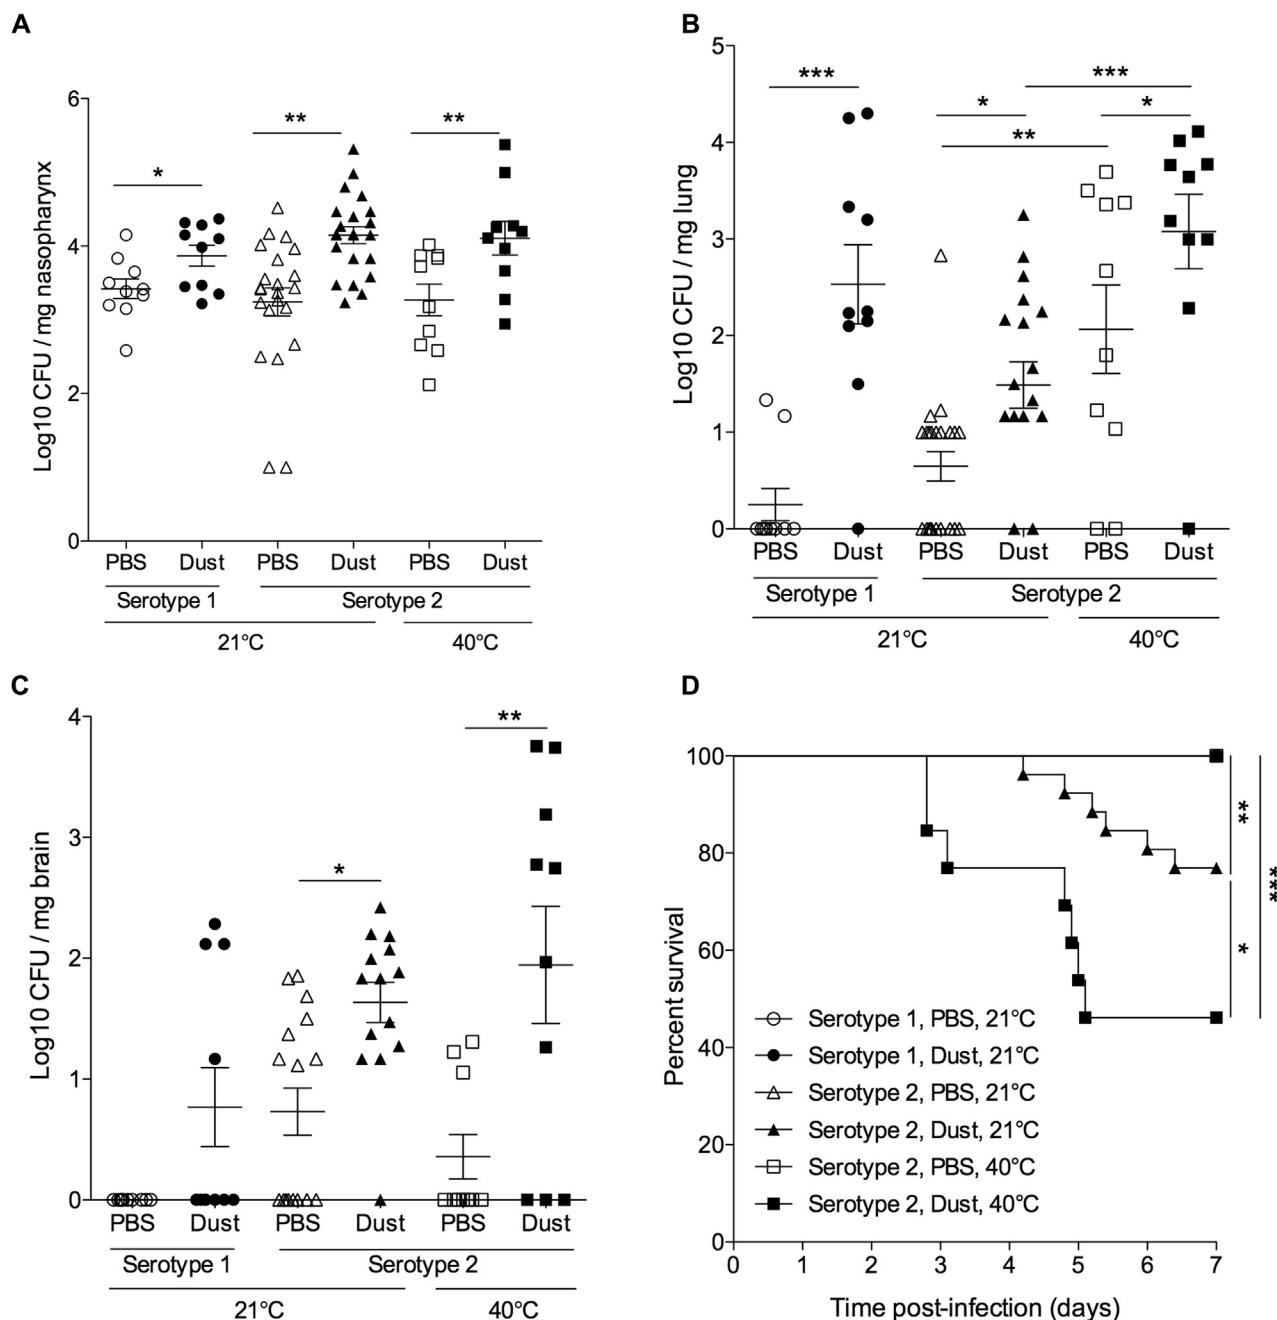 A
Log10 CFU / mg nasopharynx
6
4
2
0
*
**
**
PBS Dust PBS Dust PBS Dust
Serotype 1 Serotype 2
21°C 40°C
B
Log10 CFU / mg lung
5
4
3
2
1
0
***
*
**
***
*
PBS Dust PBS Dust PBS Dust
Serotype 1 Serotype 2
21°C 40°C
C
Log10 CFU / mg brain
4
3
2
1
0
*
**
PBS Dust PBS Dust PBS Dust
Serotype 1 Serotype 2
21°C 40°C
D
Percent survival
100
80
60
40
20
0
Serotype 1, PBS, 21°C
Serotype 1, Dust, 21°C
Serotype 2, PBS, 21°C
Serotype 2, Dust, 21°C
Serotype 2, PBS, 40°C
Serotype 2, Dust, 40°C
**
*
***
0 1 2 3 4 5 6 7
Time post-infection (days)